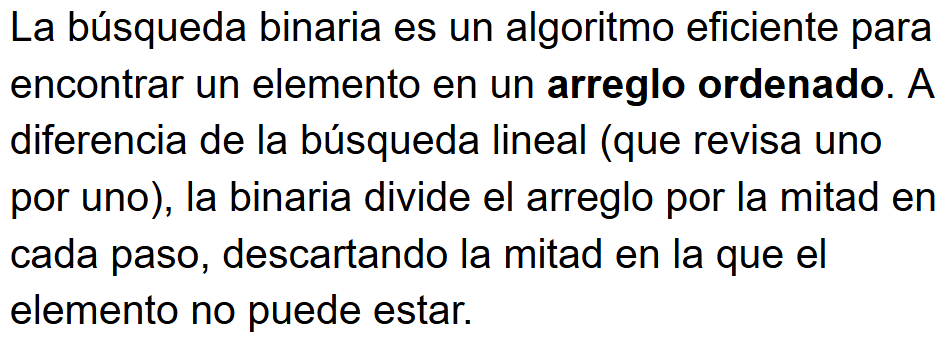 La búsqueda binaria es un algoritmo eficiente para
encontrar un elemento en un arreglo ordenado. A
diferencia de la búsqueda lineal (que revisa uno
por uno), la binaria divide el arreglo por la mitad en
cada paso, descartando la mitad en la que el
elemento no puede estar.